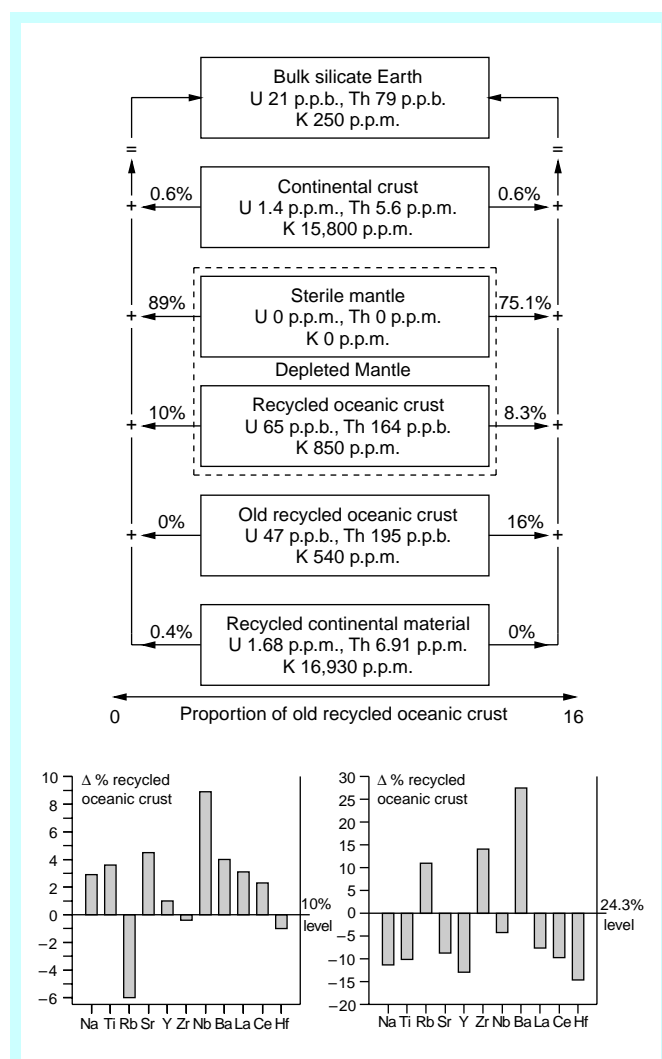 Bulk silicate Earth
U 21 p.p.b., Th 79 p.p.b.
K 250 p.p.m.
= =
Continental crust
U 1.4 p.p.m., Th 5.6 p.p.m.
K 15,800 p.p.m.
+ 0.6% 0.6% +
Sterile mantle
U 0 p.p.m., Th 0 p.p.m.
K 0 p.p.m.
+ 89% 75.1% +
Depleted Mantle
Recycled oceanic crust
U 65 p.p.b., Th 164 p.p.b.
K 850 p.p.m.
+ 10% 8.3% +
Old recycled oceanic crust
U 47 p.p.b., Th 195 p.p.b.
K 540 p.p.m.
+ 0% 16% +
Recycled continental material
U 1.68 p.p.m., Th 6.91 p.p.m.
K 16,930 p.p.m.
0.4% 0%
0 Proportion of old recycled oceanic crust 16
Δ % recycled
oceanic crust
10
8
6
4
2
0
−2
−4
−6
10%
level
Na Ti Rb Sr Y Zr Nb Ba La Ce Hf
Δ % recycled
oceanic crust
30
25
20
15
10
5
0
−5
−10
−15
−20
24.3%
level
Na Ti Rb Sr Y Zr Nb Ba La Ce Hf